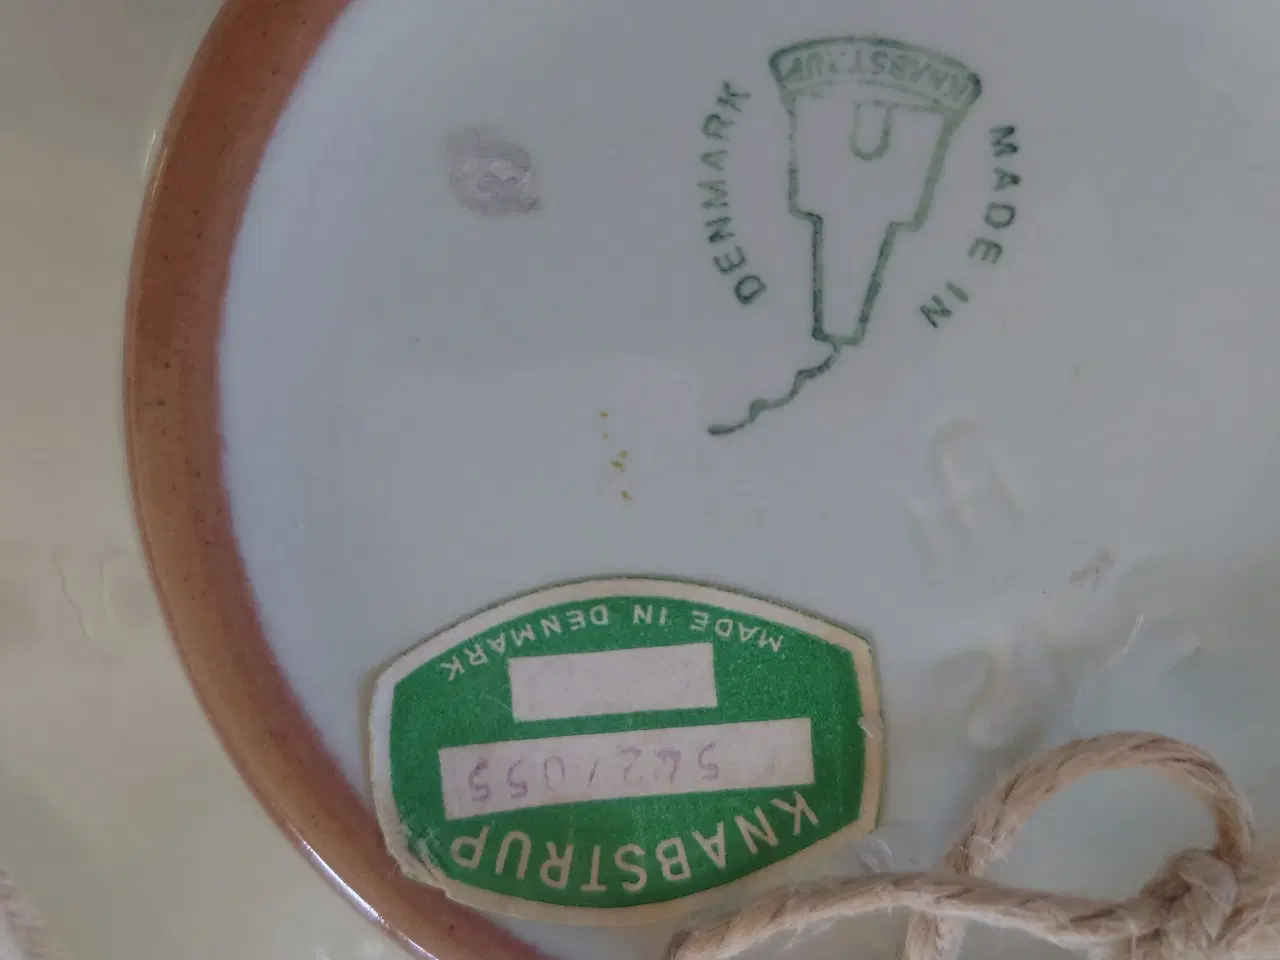 KNABSTRUP
MADE IN DENMARK
KNABSTRUP
542/055
MADE IN DENMARK